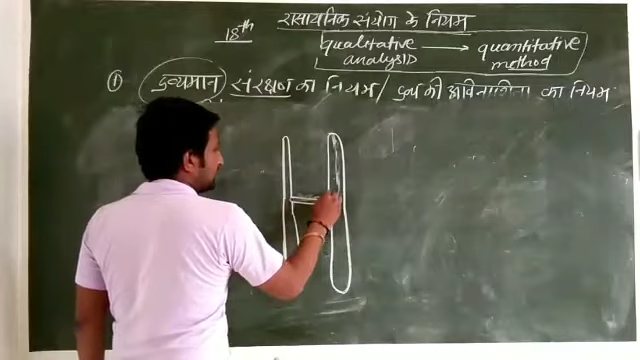 रासायनिक संयोग के नियम
18th
qualitative → quantitative
analysis method
① द्रव्यमान संरक्षण का नियम / द्रव्य की अविनाशिता का नियम